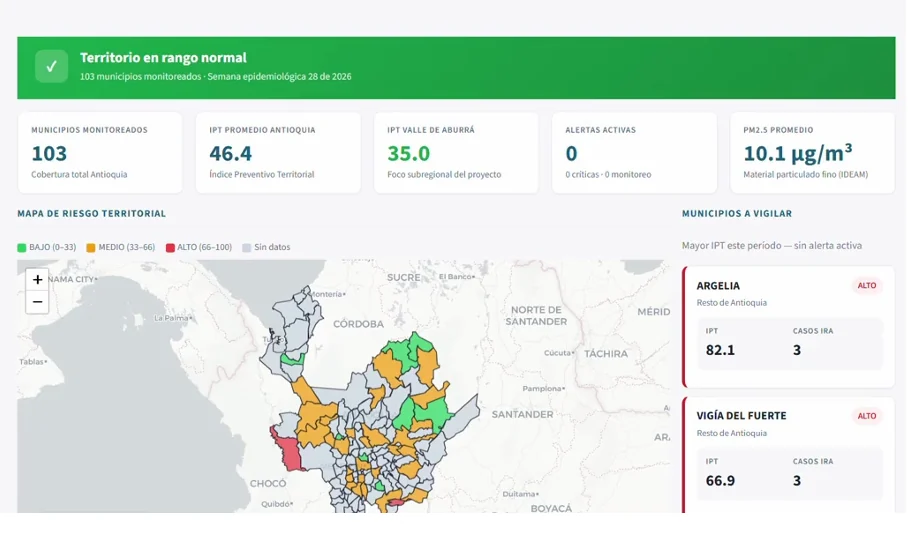 ✓
Territorio en rango normal
103 municipios monitoreados · Semana epidemiológica 28 de 2026
MUNICIPIOS MONITOREADOS
103
Cobertura total Antioquia
IPT PROMEDIO ANTIOQUIA
46.4
Índice Preventivo Territorial
IPT VALLE DE ABURRÁ
35.0
Foco subregional del proyecto
ALERTAS ACTIVAS
0
0 críticas · 0 monitoreo
PM2.5 PROMEDIO
10.1 µg/m³
Material particulado fino (IDEAM)
MAPA DE RIESGO TERRITORIAL
BAJO (0–33) MEDIO (33–66) ALTO (66–100) Sin datos
+
−
NAMA CITY
La Palma
Tablas
SUCRE
El Banco
Montería
CÓRDOBA
NORTE DE
SANTANDER
MÉRID
Cúcuta
TÁCHIRA
Pamplona
SANTANDER
CHOCÓ
Quibdó
Duitama
BOYACÁ
MUNICIPIOS A VIGILAR
Mayor IPT este período — sin alerta activa
ARGELIA ALTO
Resto de Antioquia
IPT CASOS IRA
82.1 3
VIGÍA DEL FUERTE ALTO
Resto de Antioquia
IPT CASOS IRA
66.9 3